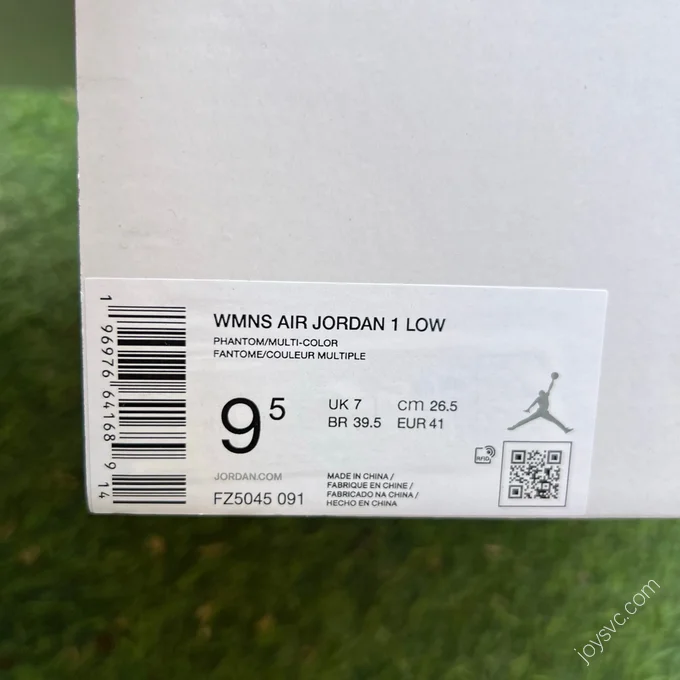 WMNS AIR JORDAN 1 LOW
PHANTOM/MULTI-COLOR
FANTOME/COULEUR MULTIPLE
9 5
UK 7
CM 26.5
BR 39.5
EUR 41
JORDAN.COM
FZ5045 091
MADE IN CHINA /
FABRIQUE EN CHINE /
FABRICADO NA CHINA /
HECHO EN CHINA
RFID
1 96976 64168 9 14
joysvc.com